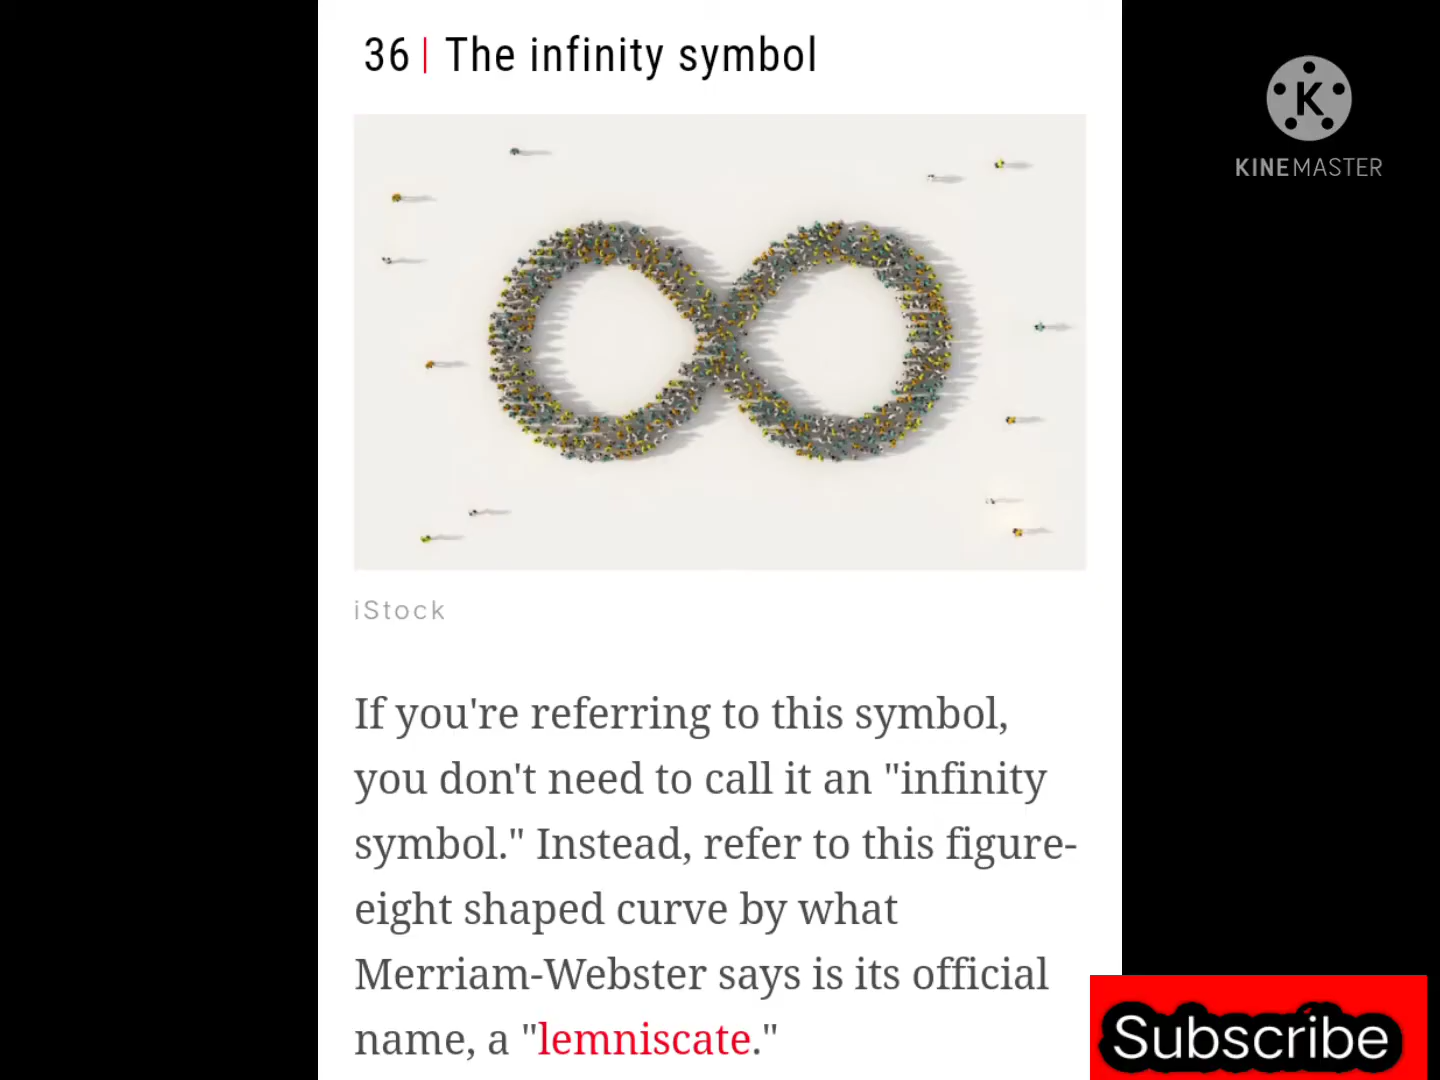 36 | The infinity symbol
K
KINEMASTER
iStock
If you're referring to this symbol,
you don't need to call it an "infinity
symbol." Instead, refer to this figure-
eight shaped curve by what
Merriam-Webster says is its official
name, a "lemniscate."
Subscribe